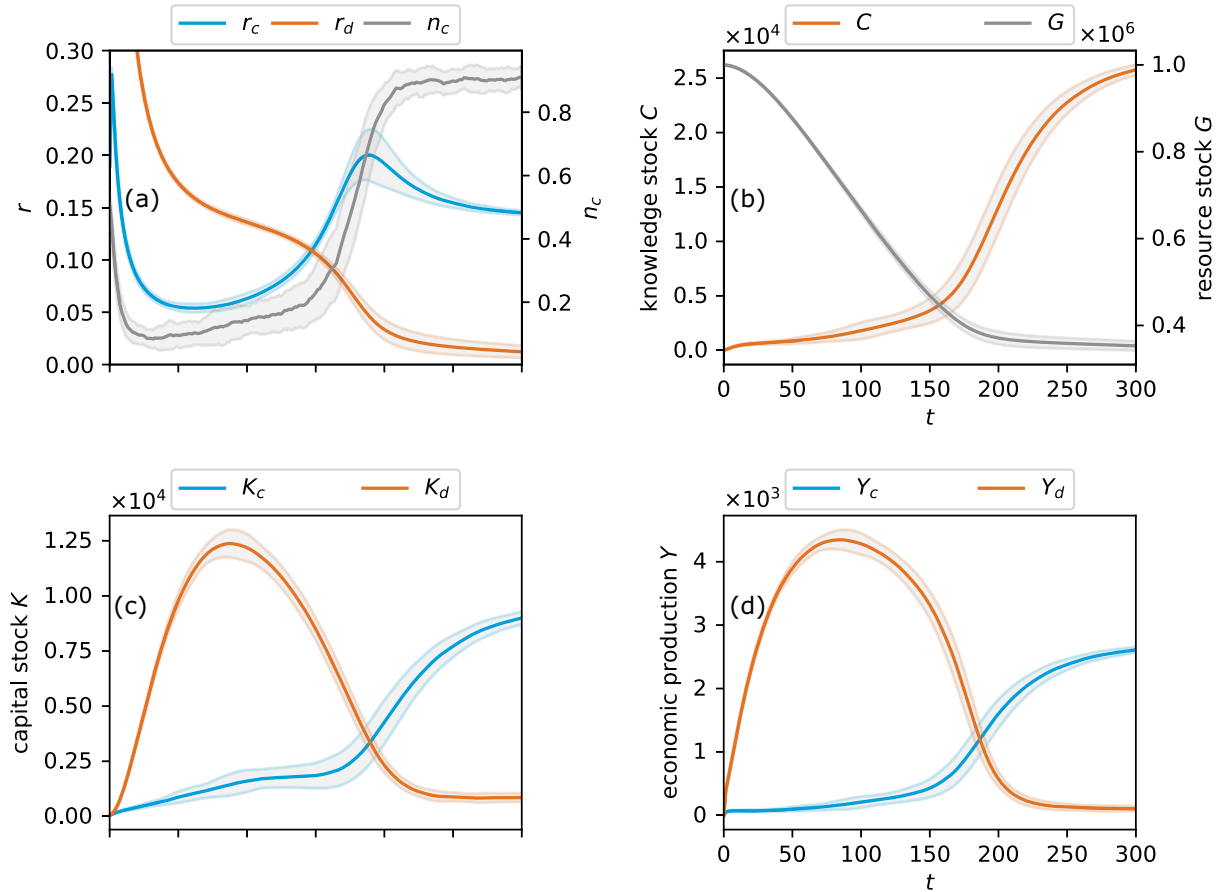 r_c r_d n_c
0.30
0.25
0.20
0.15
0.10
0.05
0.00
r
(a)
0.8
0.6
0.4
0.2
n_c
C G
×10^4
×10^6
2.5
2.0
1.5
1.0
0.5
0.0
knowledge stock C
(b)
1.0
0.8
0.6
0.4
resource stock G
0 50 100 150 200 250 300
t
K_c K_d
×10^4
1.25
1.00
0.75
0.50
0.25
0.00
capital stock K
(c)
Y_c Y_d
×10^3
4
3
2
1
0
economic production Y
(d)
0 50 100 150 200 250 300
t